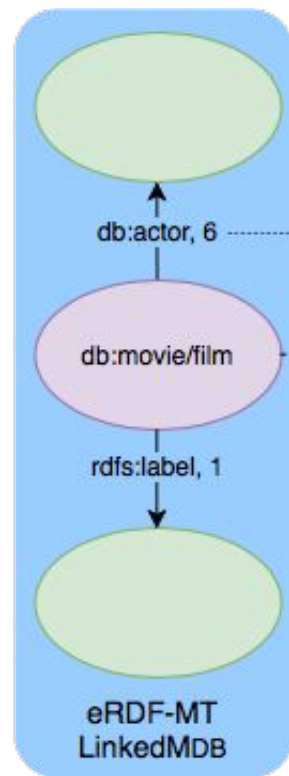 db:actor, 6
db:movie/film
rdfs:label, 1
eRDF-MT
LinkedMDB